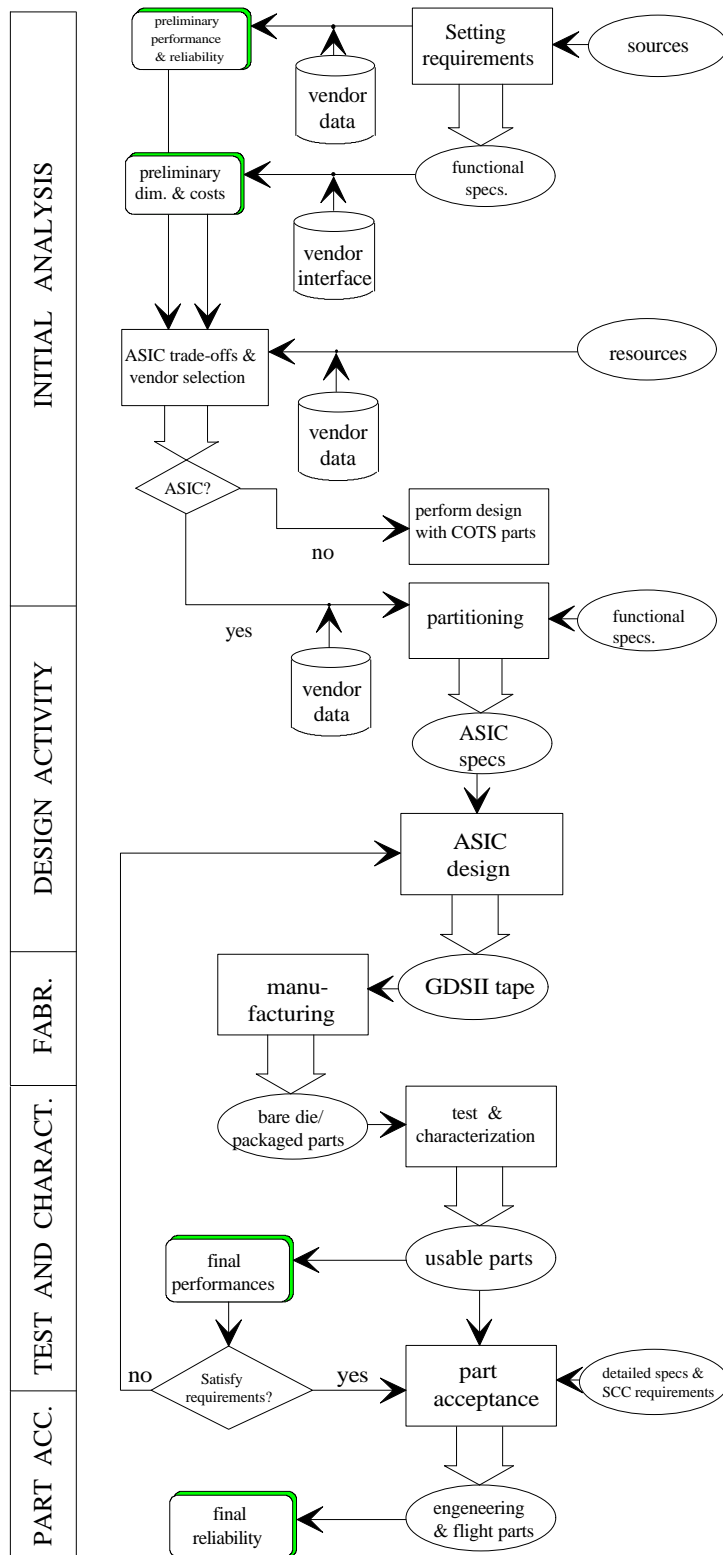 preliminary
performance
& reliability
Setting
requirements
sources
vendor
data
preliminary
dim. & costs
functional
specs.
vendor
interface
INITIAL ANALYSIS
ASIC trade-offs &
vendor selection
resources
vendor
data
ASIC?
perform design
with COTS parts
no
yes
partitioning
functional
specs.
vendor
data
ASIC
specs
DESIGN ACTIVITY
ASIC
design
FABR.
manu-
facturing
GDSII tape
bare die/
packaged parts
test &
characterization
TEST AND CHARACT.
final
performances
usable parts
no
Satisfy
requirements?
yes
part
acceptance
detailed specs &
SCC requirements
PART ACC.
final
reliability
engeneering
& flight parts